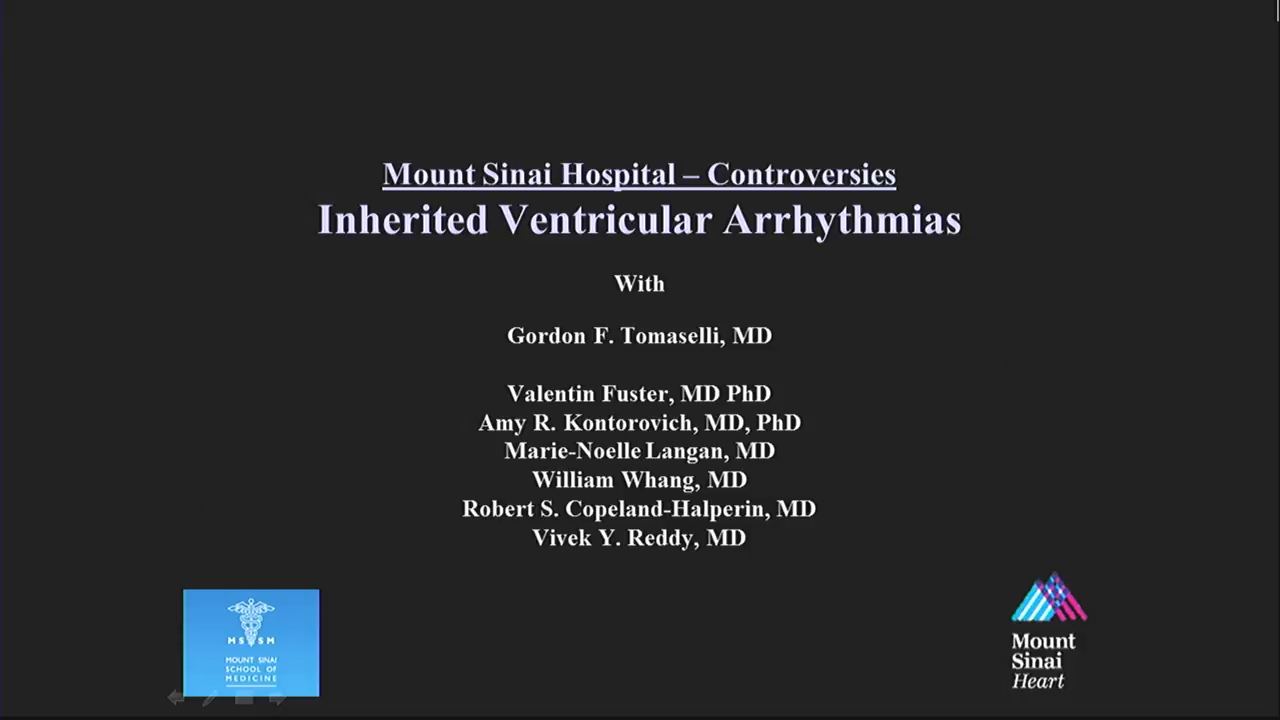 Mount Sinai Hospital – Controversies
Inherited Ventricular Arrhythmias
With
Gordon F. Tomaselli, MD
Valentin Fuster, MD PhD
Amy R. Kontorovich, MD, PhD
Marie-Noelle Langan, MD
William Whang, MD
Robert S. Copeland-Halperin, MD
Vivek Y. Reddy, MD
MSSM
MOUNT SINAI
SCHOOL OF
MEDICINE
Mount
Sinai
Heart